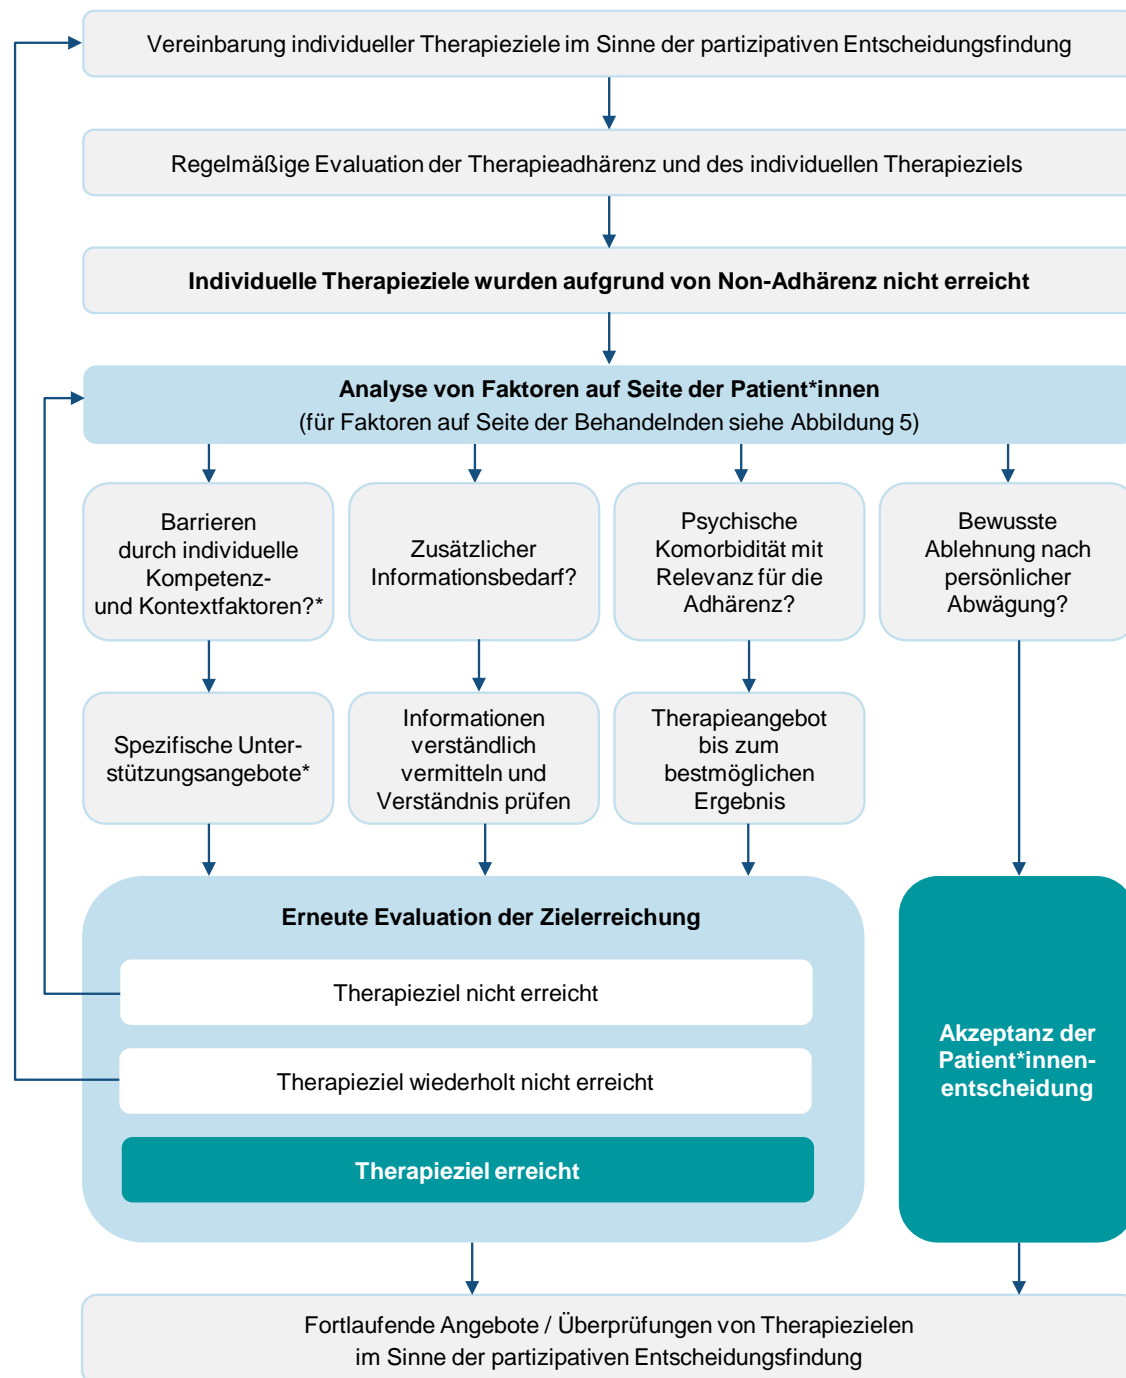 Vereinbarung individueller Therapieziele im Sinne der partizipativen Entscheidungsfindung
Regelmäßige Evaluation der Therapieadhärenz und des individuellen Therapieziels
Individuelle Therapieziele wurden aufgrund von Non-Adhärenz nicht erreicht
Analyse von Faktoren auf Seite der Patient*innen
(für Faktoren auf Seite der Behandelnden siehe Abbildung 5)
Barrieren
durch individuelle
Kompetenz-
und Kontextfaktoren?*
Zusätzlicher
Informationsbedarf?
Psychische
Komorbidität mit
Relevanz für die
Adhärenz?
Bewusste
Ablehnung nach
persönlicher
Abwägung?
Spezifische Unter-
stützungsangebote*
Informationen
verständlich
vermitteln und
Verständnis prüfen
Therapieangebot
bis zum
bestmöglichen
Ergebnis
Erneute Evaluation der Zielerreichung
Therapieziel nicht erreicht
Therapieziel wiederholt nicht erreicht
Therapieziel erreicht
Akzeptanz der
Patient*innen-
entscheidung
Fortlaufende Angebote / Überprüfungen von Therapiezielen
im Sinne der partizipativen Entscheidungsfindung